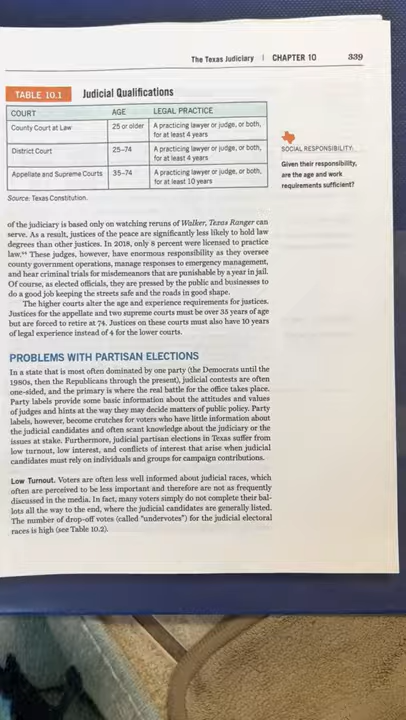 The Texas Judiciary | CHAPTER 10 339
TABLE 10.1 Judicial Qualifications
COURT AGE LEGAL PRACTICE
County Court at Law 25 or older A practicing lawyer or judge, or both,
for at least 4 years
District Court 25–74 A practicing lawyer or judge, or both,
for at least 4 years
Appellate and Supreme Courts 35–74 A practicing lawyer or judge, or both,
for at least 10 years
Source: Texas Constitution.
SOCIAL RESPONSIBILITY:
Given their responsibility,
are the age and work
requirements sufficient?
of the judiciary is based only on watching reruns of Walker, Texas Ranger can
serve. As a result, justices of the peace are significantly less likely to hold law
degrees than other justices. In 2018, only 8 percent were licensed to practice
law. These judges, however, have enormous responsibility as they oversee
county government operations, manage responses to emergency management,
and hear criminal trials for misdemeanors that are punishable by a year in jail.
Of course, as elected officials, they are pressed by the public and businesses to
do a good job keeping the streets safe and the roads in good shape.
The higher courts alter the age and experience requirements for justices.
Justices for the appellate and two supreme courts must be over 35 years of age
but are forced to retire at 74. Justices on these courts must also have 10 years
of legal experience instead of 4 for the lower courts.
PROBLEMS WITH PARTISAN ELECTIONS
In a state that is most often dominated by one party (the Democrats until the
1980s, then the Republicans through the present), judicial contests are often
one-sided, and the primary is where the real battle for the office takes place.
Party labels provide some basic information about the attitudes and values
of judges and hints at the way they may decide matters of public policy. Party
labels, however, become crutches for voters who have little information about
the judicial candidates and often scant knowledge about the judiciary or the
issues at stake. Furthermore, judicial partisan elections in Texas suffer from
low turnout, low interest, and conflicts of interest that arise when judicial
candidates must rely on individuals and groups for campaign contributions.
Low Turnout. Voters are often less well informed about judicial races, which
often are perceived to be less important and therefore are not as frequently
discussed in the media. In fact, many voters simply do not complete their bal-
lots all the way to the end, where the judicial candidates are generally listed.
The number of drop-off votes (called "undervotes") for the judicial electoral
races is high (see Table 10.2).